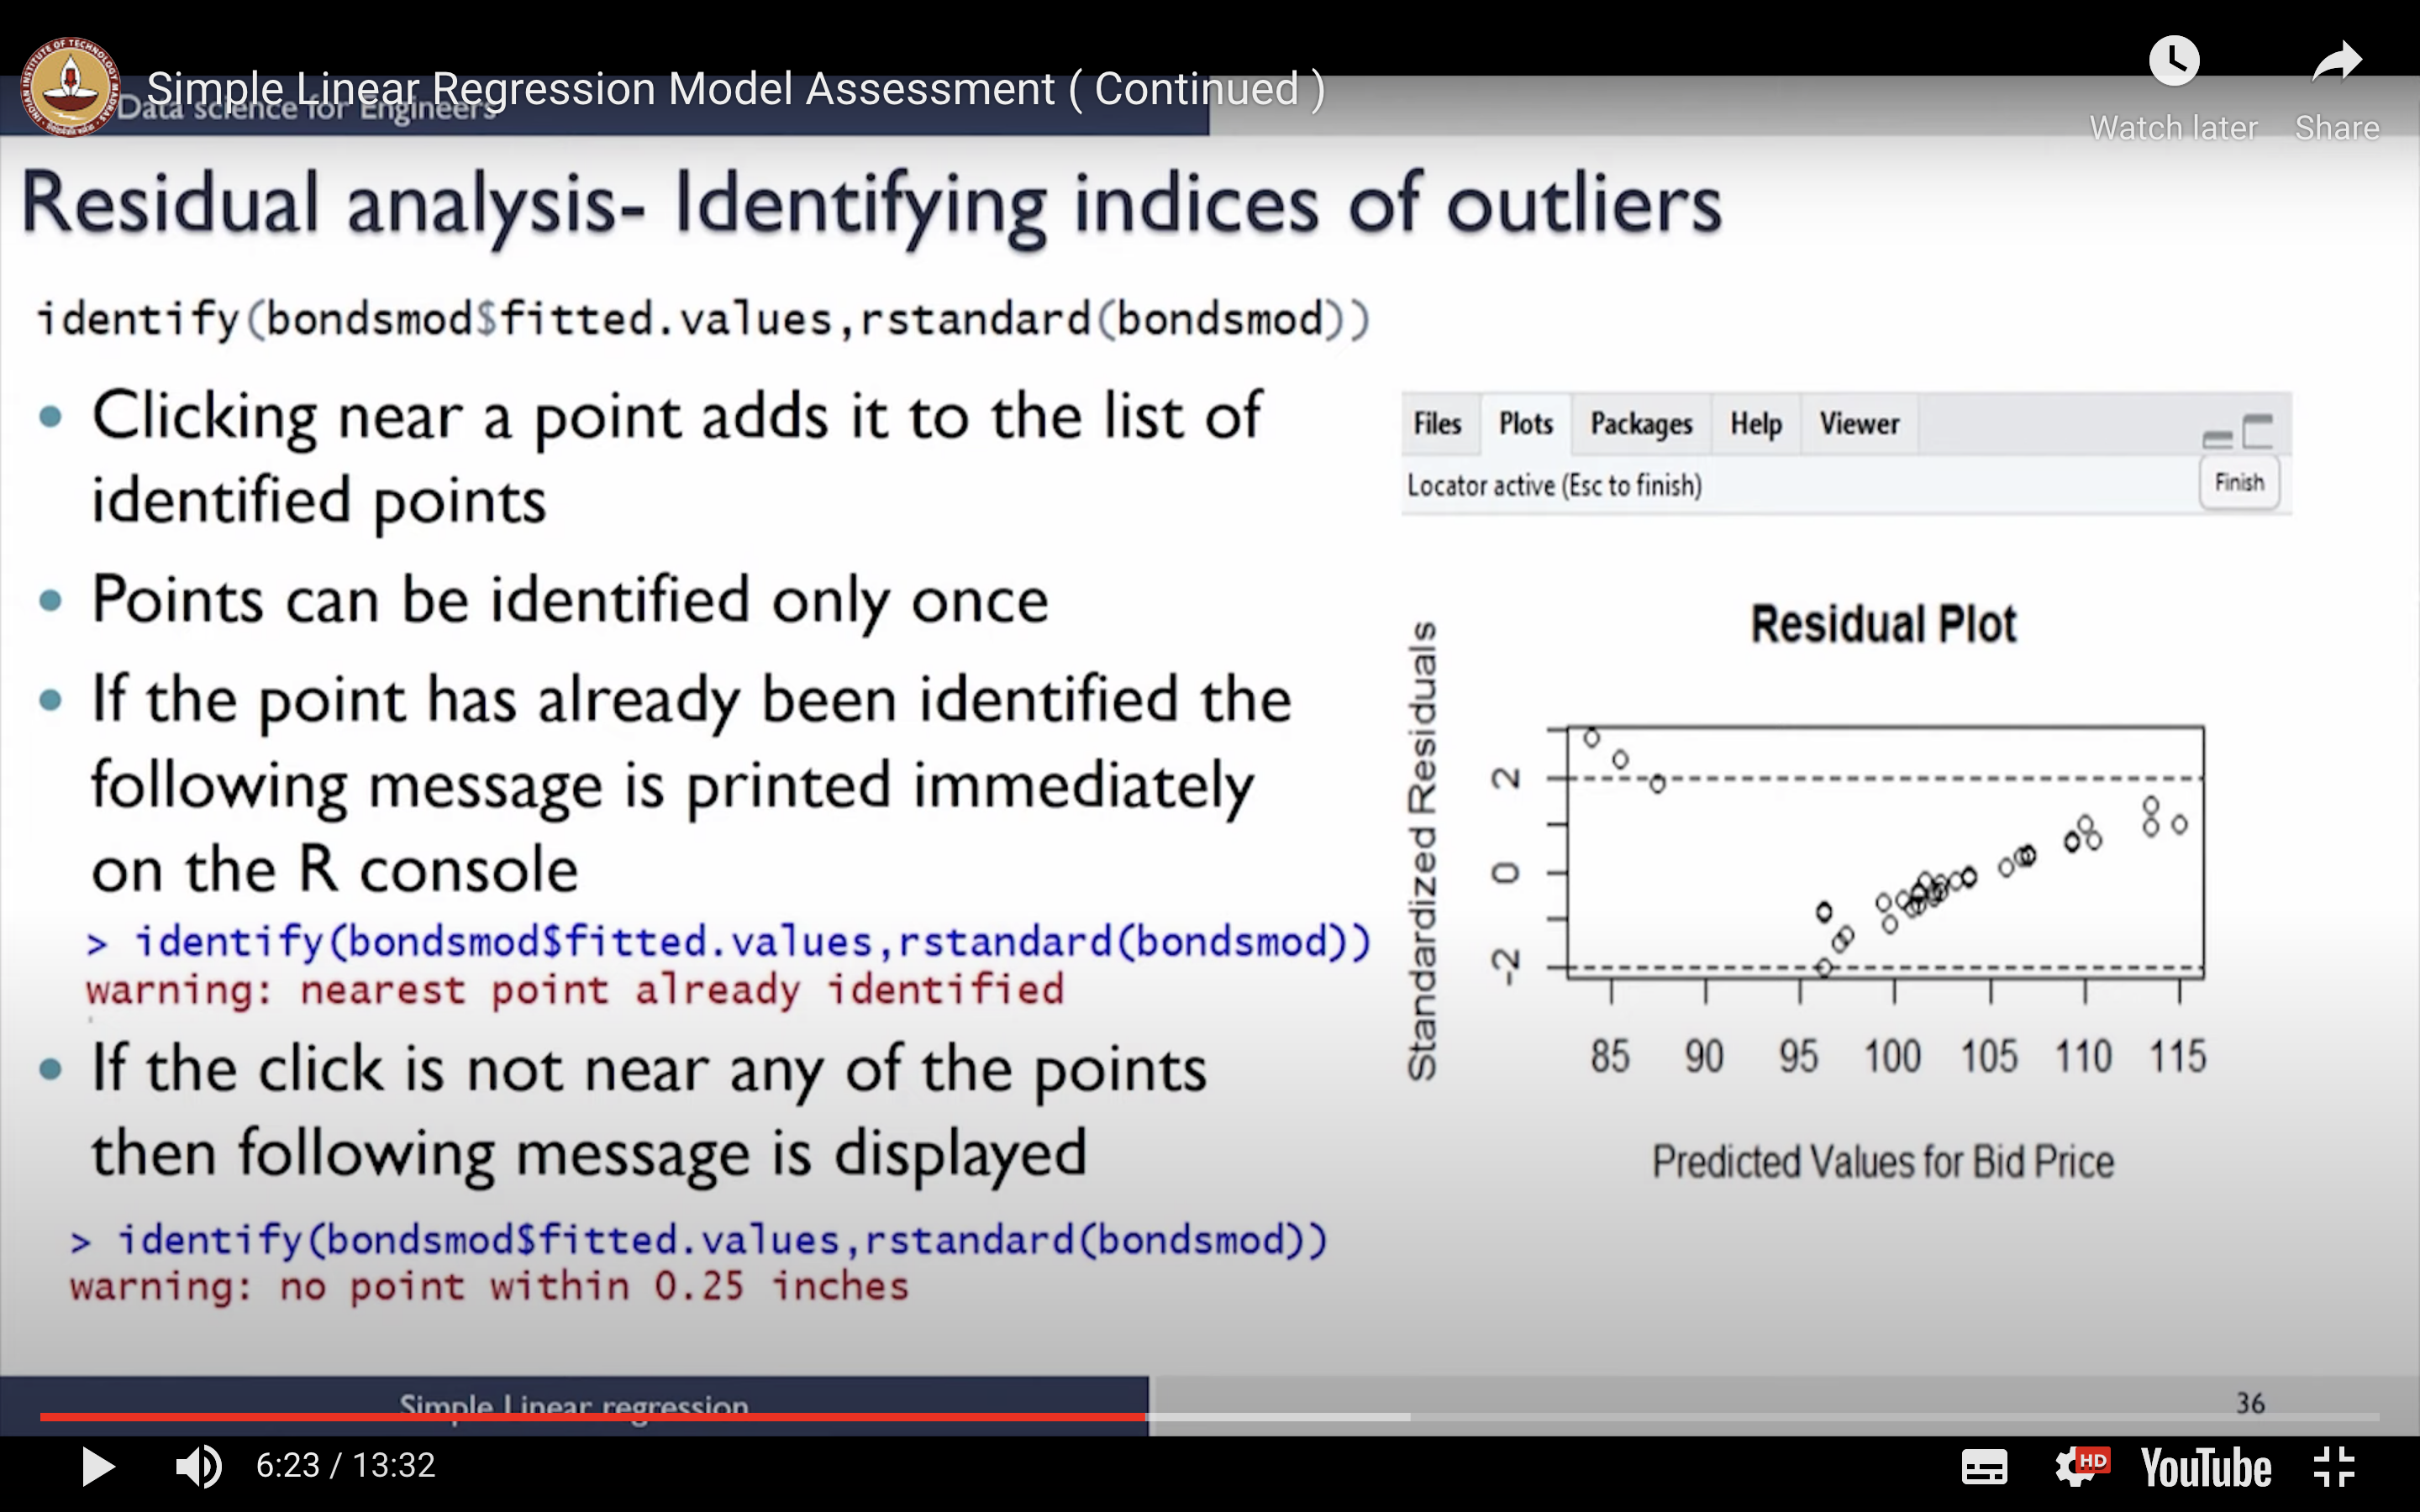 Simple Linear Regression Model Assessment ( Continued )
Data science for Engineers
Watch later
Share
Residual analysis- Identifying indices of outliers
identify(bondsmod$fitted.values,rstandard(bondsmod))
• Clicking near a point adds it to the list of
identified points
• Points can be identified only once
• If the point has already been identified the
following message is printed immediately
on the R console
> identify(bondsmod$fitted.values,rstandard(bondsmod))
warning: nearest point already identified
• If the click is not near any of the points
then following message is displayed
> identify(bondsmod$fitted.values,rstandard(bondsmod))
warning: no point within 0.25 inches
Files Plots Packages Help Viewer
Locator active (Esc to finish)
Finish
Residual Plot
Standardized Residuals
2
0
-2
85 90 95 100 105 110 115
Predicted Values for Bid Price
Simple Linear regression
36
6:23 / 13:32
HD
YouTube